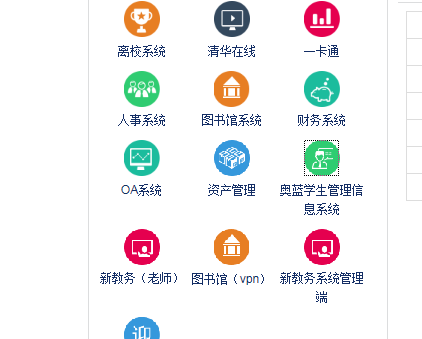 离校系统
清华在线
一卡通
人事系统
图书馆系统
财务系统
OA系统
资产管理
奥蓝学生管理信
息系统
新教务（老师）
图书馆（vpn）
新教务系统管理
端
迎